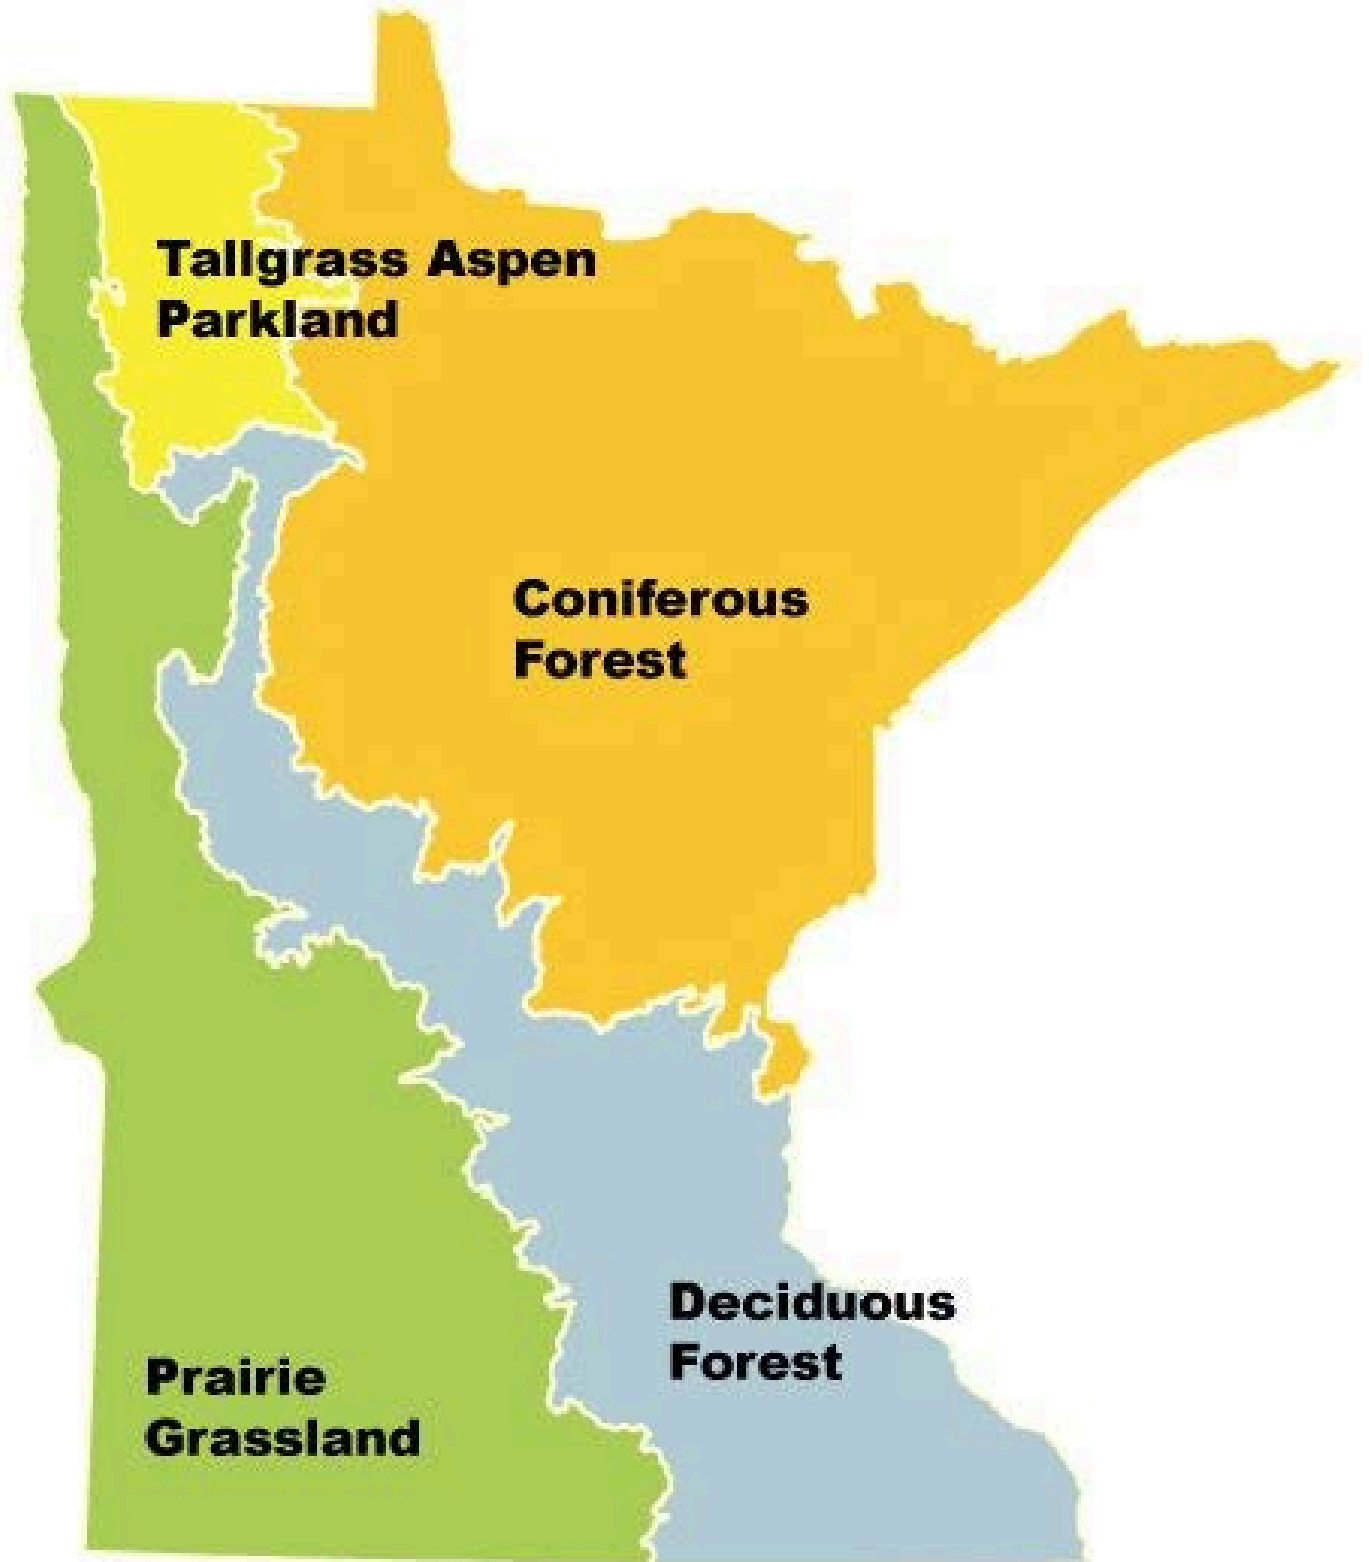 Tallgrass Aspen
Parkland
Coniferous
Forest
Deciduous
Forest
Prairie
Grassland